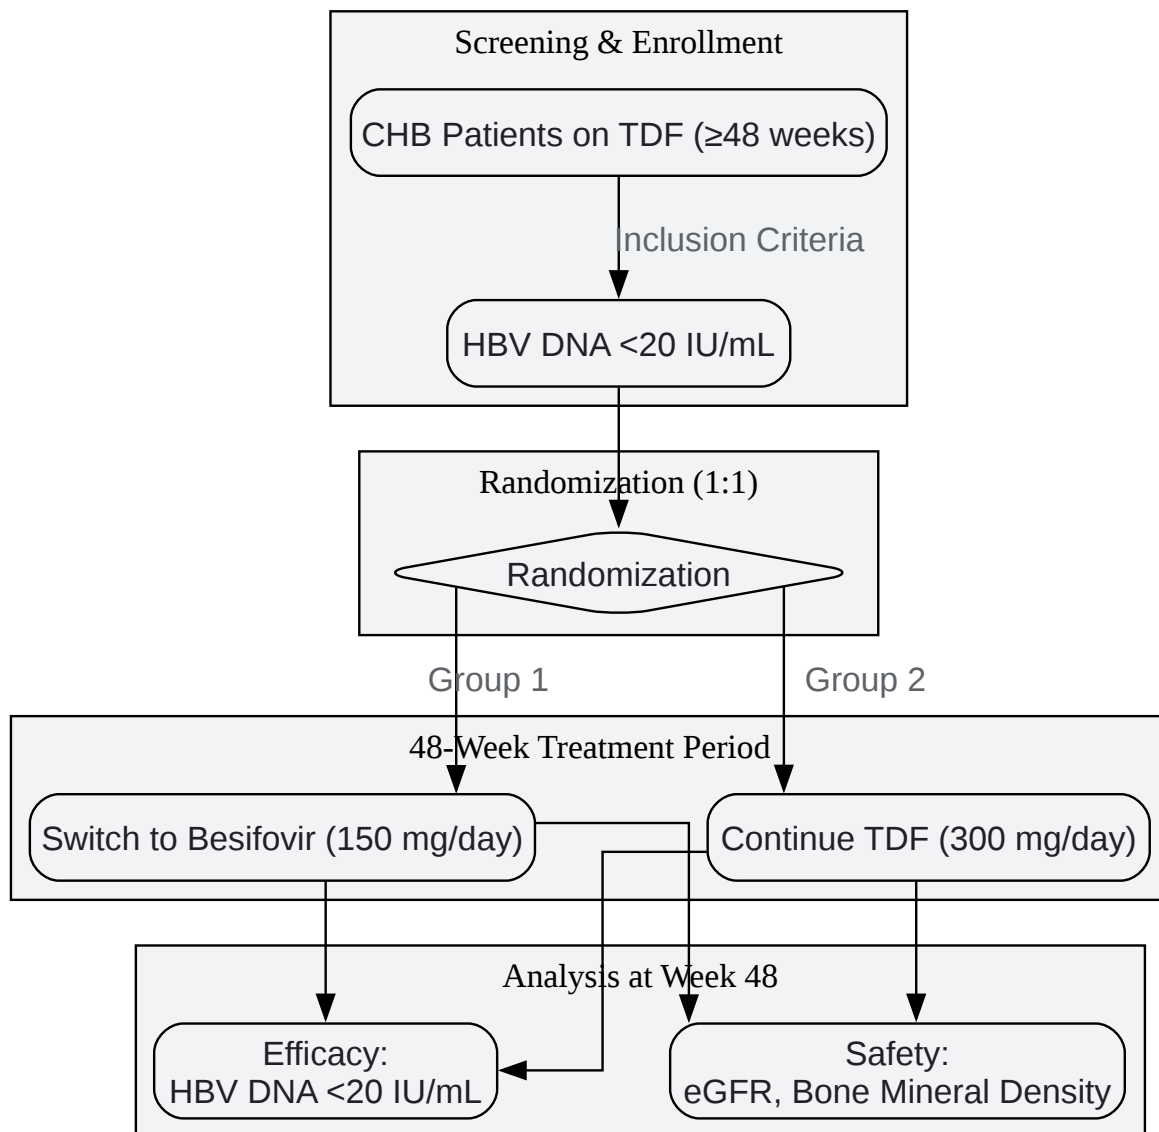 Screening & Enrollment
CHB Patients on TDF (≥48 weeks)
Inclusion Criteria
HBV DNA <20 IU/mL
Randomization (1:1)
Randomization
Group 1
Group 2
48-Week Treatment Period
Switch to Besifovir (150 mg/day)
Continue TDF (300 mg/day)
Analysis at Week 48
Efficacy:
HBV DNA <20 IU/mL
Safety:
eGFR, Bone Mineral Density